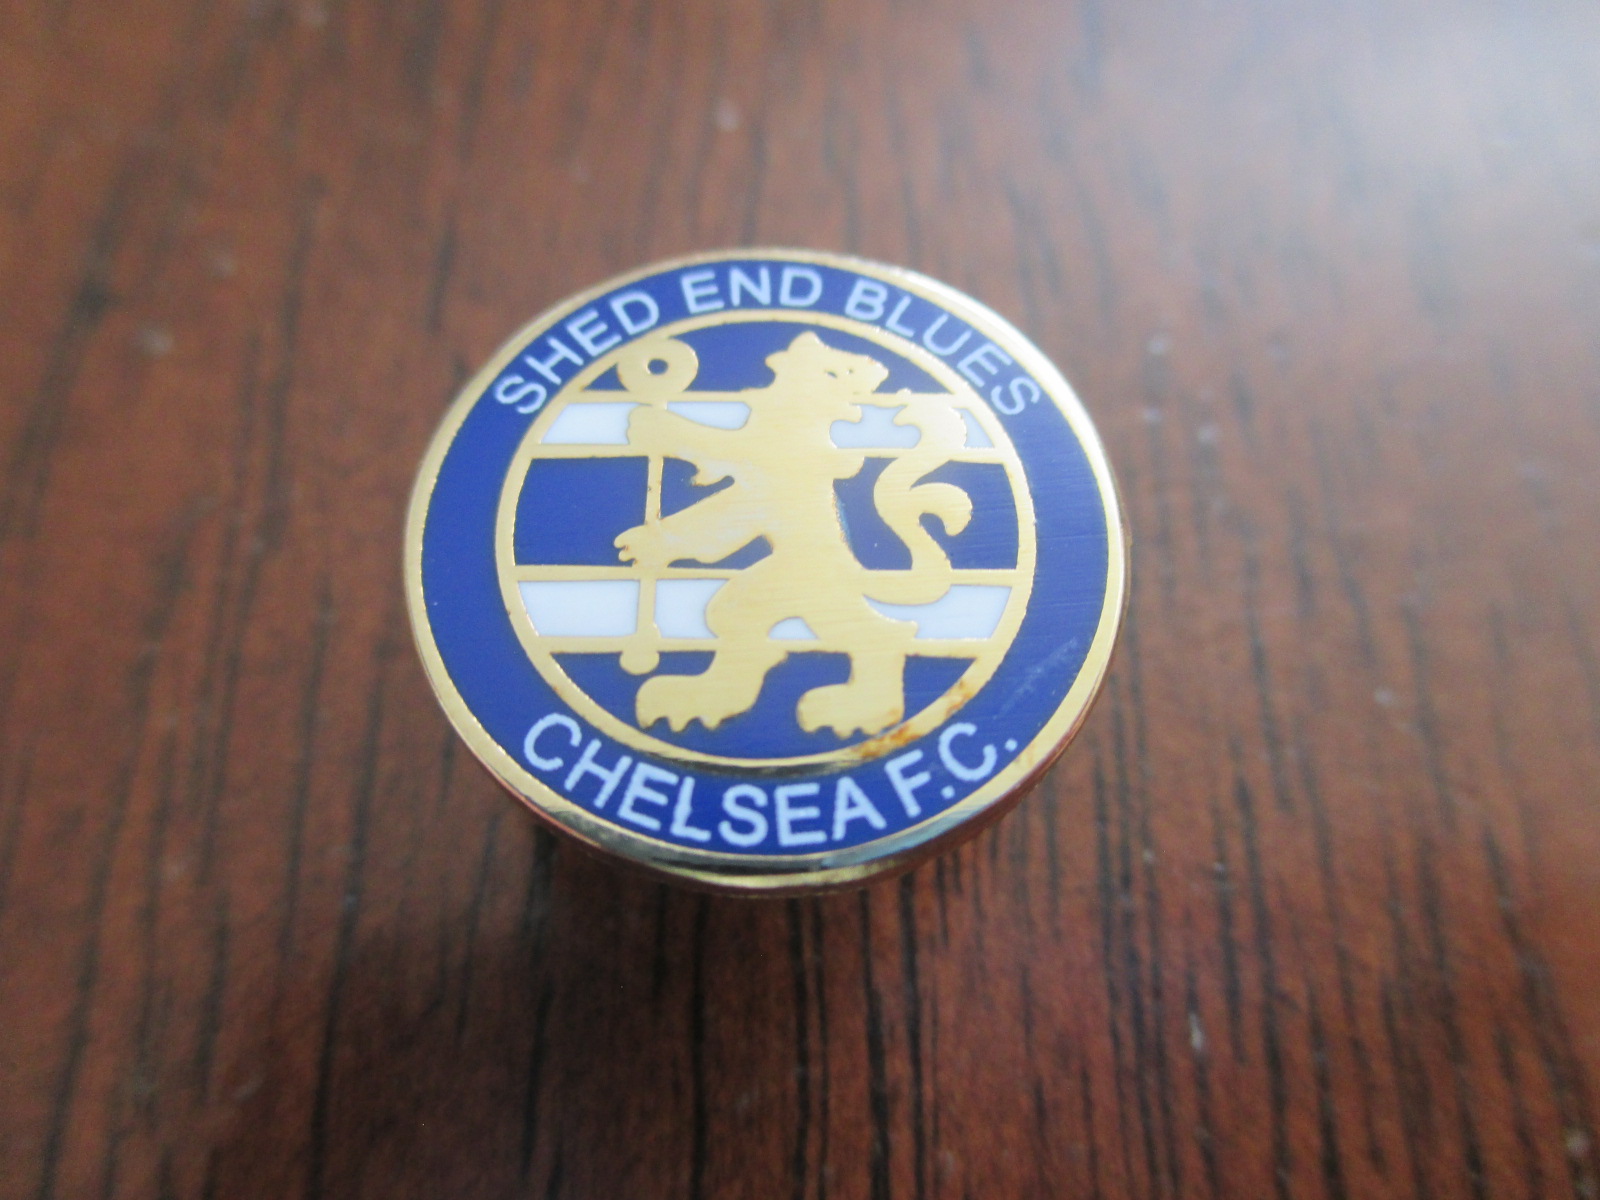 SHED END BLUES
CHELSEA F.C.